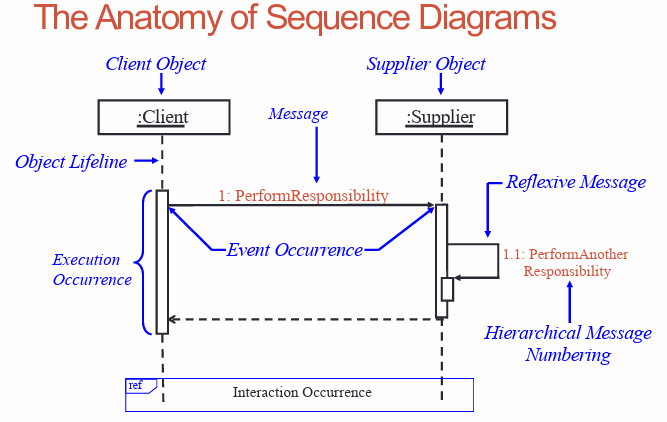 The Anatomy of Sequence Diagrams
Client Object
Supplier Object
:Client
Message
:Supplier
Object Lifeline
1: PerformResponsibility
Reflexive Message
Event Occurrence
Execution
Occurrence
1.1: PerformAnother
Responsibility
Hierarchical Message
Numbering
ref
Interaction Occurrence